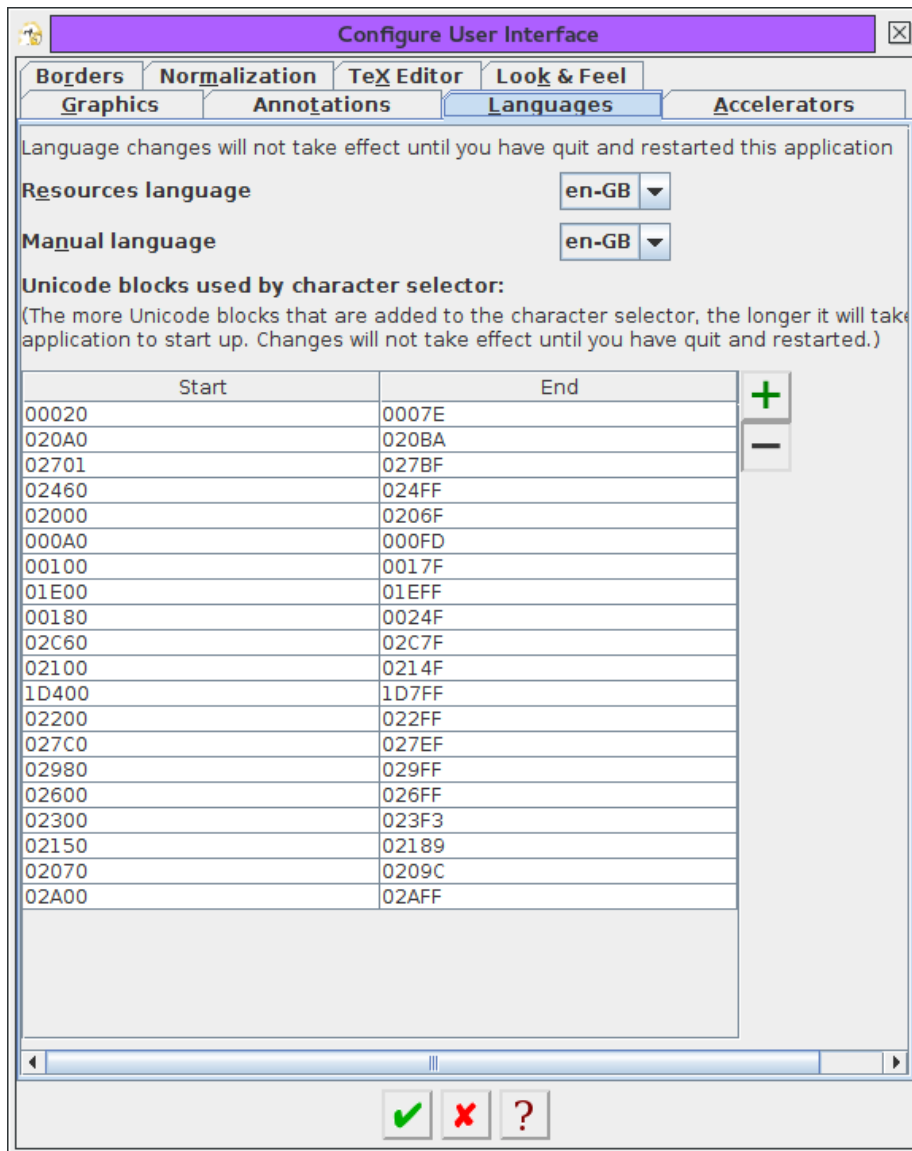 Configure User Interface
Borders Normalization TeX Editor Look & Feel
Graphics Annotations Languages Accelerators
Language changes will not take effect until you have quit and restarted this application
Resources language en-GB
Manual language en-GB
Unicode blocks used by character selector:
(The more Unicode blocks that are added to the character selector, the longer it will take
application to start up. Changes will not take effect until you have quit and restarted.)
Start End
00020 0007E
020A0 020BA
02701 027BF
02460 024FF
02000 0206F
000A0 000FD
00100 0017F
01E00 01EFF
00180 0024F
02C60 02C7F
02100 0214F
1D400 1D7FF
02200 022FF
027C0 027EF
02980 029FF
02600 026FF
02300 023F3
02150 02189
02070 0209C
02A00 02AFF
?